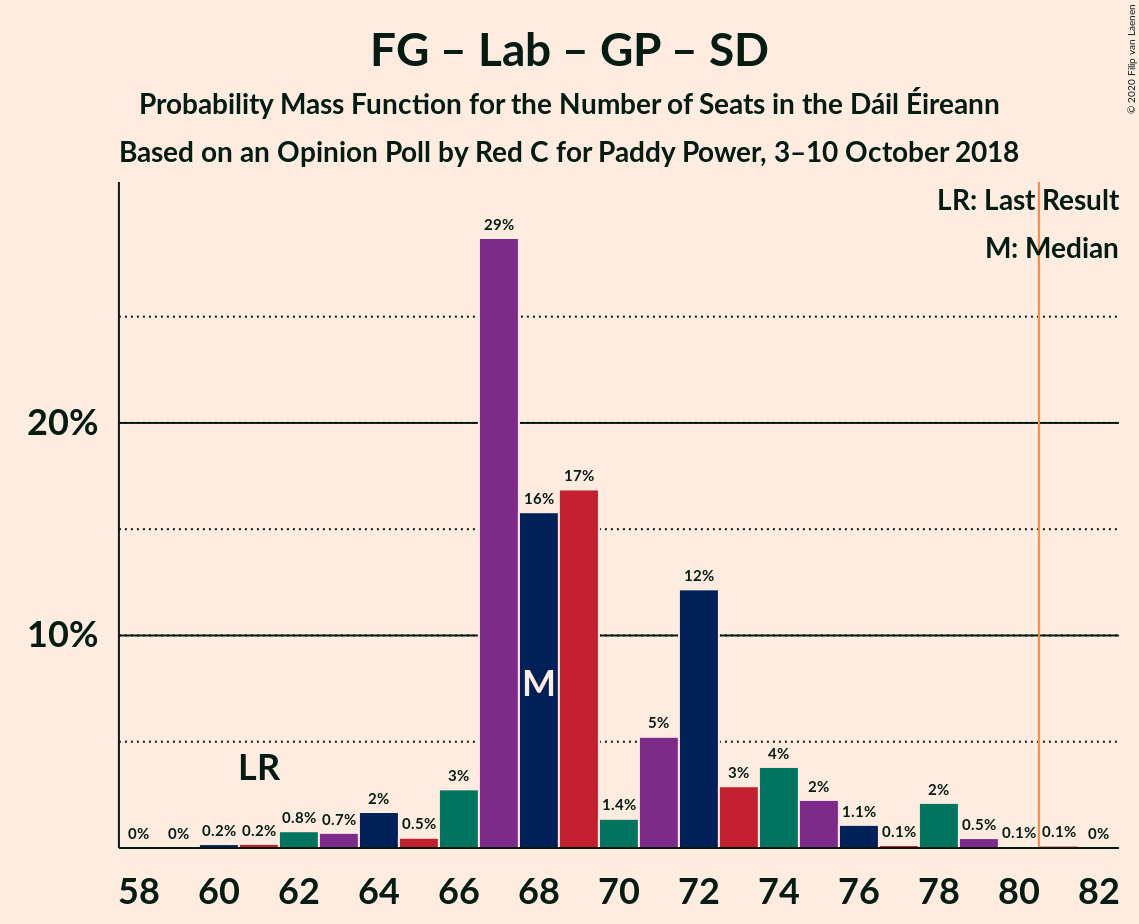 FG – Lab – GP – SD
Probability Mass Function for the Number of Seats in the Dáil Éireann
Based on an Opinion Poll by Red C for Paddy Power, 3–10 October 2018
© 2020 Filip van Laenen
LR: Last Result
M: Median
29%
20%
17%
16%
12%
10%
M
5%
LR
4%
3%
3%
2%
2%
2%
1.4%
1.1%
0% 0% 0.2% 0.2% 0.8% 0.7% 0.5% 0.1% 0.5% 0.1% 0.1% 0%
58 60 62 64 66 68 70 72 74 76 78 80 82